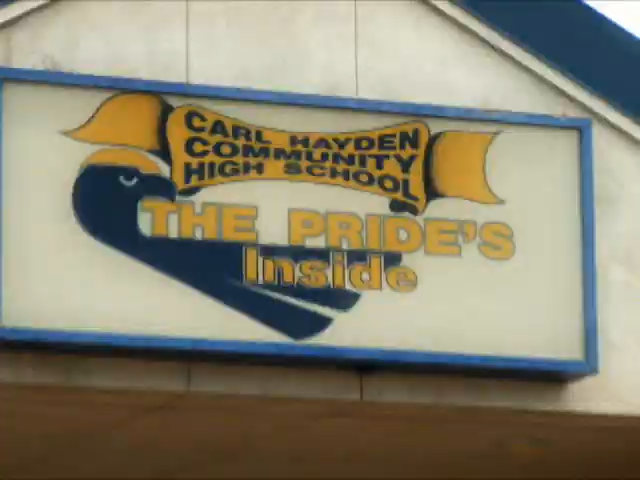 CARL HAYDEN
COMMUNITY
HIGH SCHOOL
THE PRIDE'S
Inside